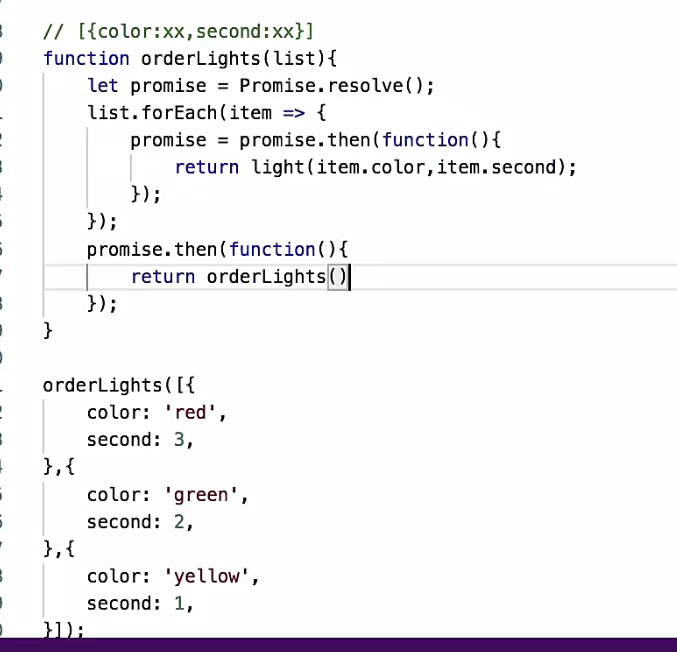 // [{color:xx,second:xx}]
function orderLights(list){
    let promise = Promise.resolve();
    list.forEach(item => {
        promise = promise.then(function(){
            return light(item.color,item.second);
        });
    });
    promise.then(function(){
        return orderLights()
    });
}
orderLights([{
    color: 'red',
    second: 3,
},{
    color: 'green',
    second: 2,
},{
    color: 'yellow',
    second: 1,
}]);